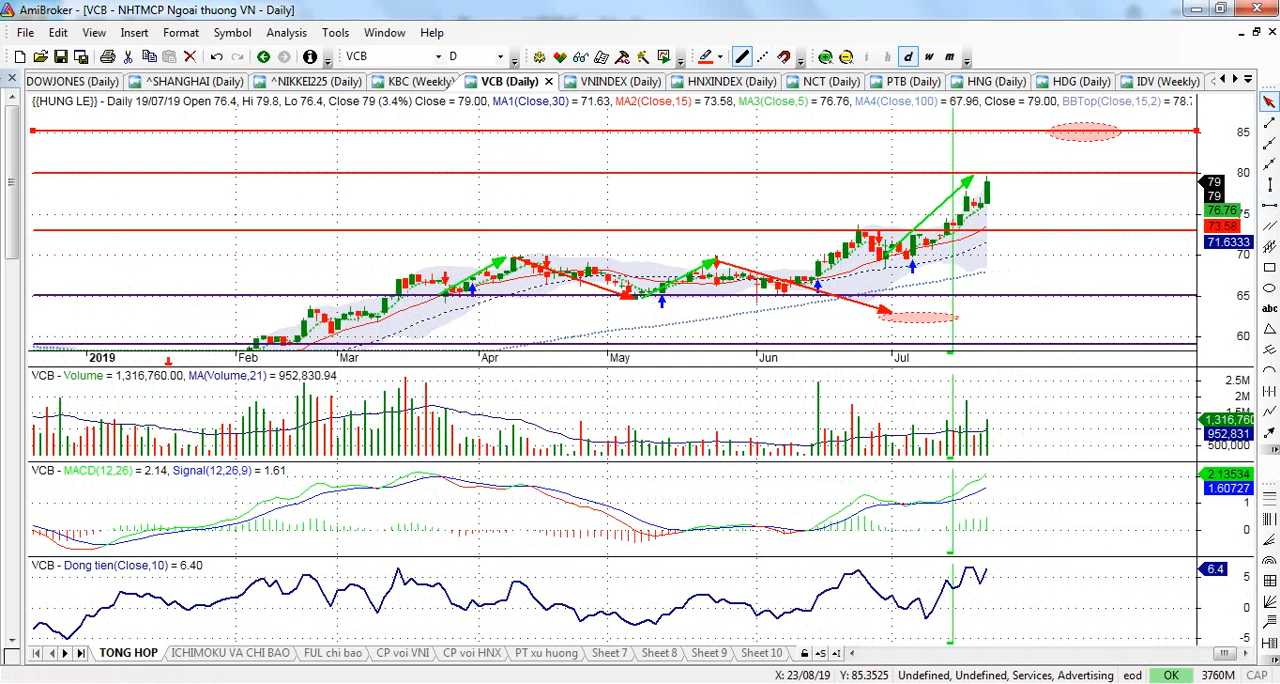 AmiBroker - [VCB - NHTMCP Ngoai thuong VN - Daily]
File Edit View Insert Format Symbol Analysis Tools Window Help
VCB D i h d w m
DOWJONES (Daily) ^SHANGHAI (Daily) ^NIKKEI225 (Daily) KBC (Weekly) VCB (Daily) VNINDEX (Daily) HNXINDEX (Daily) NCT (Daily) PTB (Daily) HNG (Daily) HDG (Daily) IDV (Weekly)
{{HUNG LE}} - Daily 19/07/19 Open 76.4, Hi 79.8, Lo 76.4, Close 79 (3.4%) Close = 79.00, MA1(Close,30) = 71.63, MA2(Close,15) = 73.58, MA3(Close,5) = 76.76, MA4(Close,100) = 67.96, Close = 79.00, BBTop(Close,15,2) = 78.
85
80
79
79
76.76
75
73.58
71.6333
70
65
60
abc
2019 Feb Mar Apr May Jun Jul
VCB - Volume = 1,316,760.00, MA(Volume,21) = 952,830.94
2.5M
2M
1.5M
1,316,760
952,831
500,000
VCB - MACD(12,26) = 2.14, Signal(12,26,9) = 1.61
2.13534
1.60727
1
0
VCB - Dong tien(Close,10) = 6.40
6.4
5
0
-5
TONG HOP ICHIMOKU VA CHI BAO FUL chi bao CP voi VNI CP voi HNX PT xu huong Sheet 7 Sheet 8 Sheet 9 Sheet 10
X: 23/08/19 Y: 85.3525 Undefined, Undefined, Services, Advertising eod OK 3760M CAP